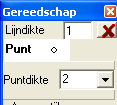 Gereedschap
Lijndikte 1
Punt
Puntdikte 2